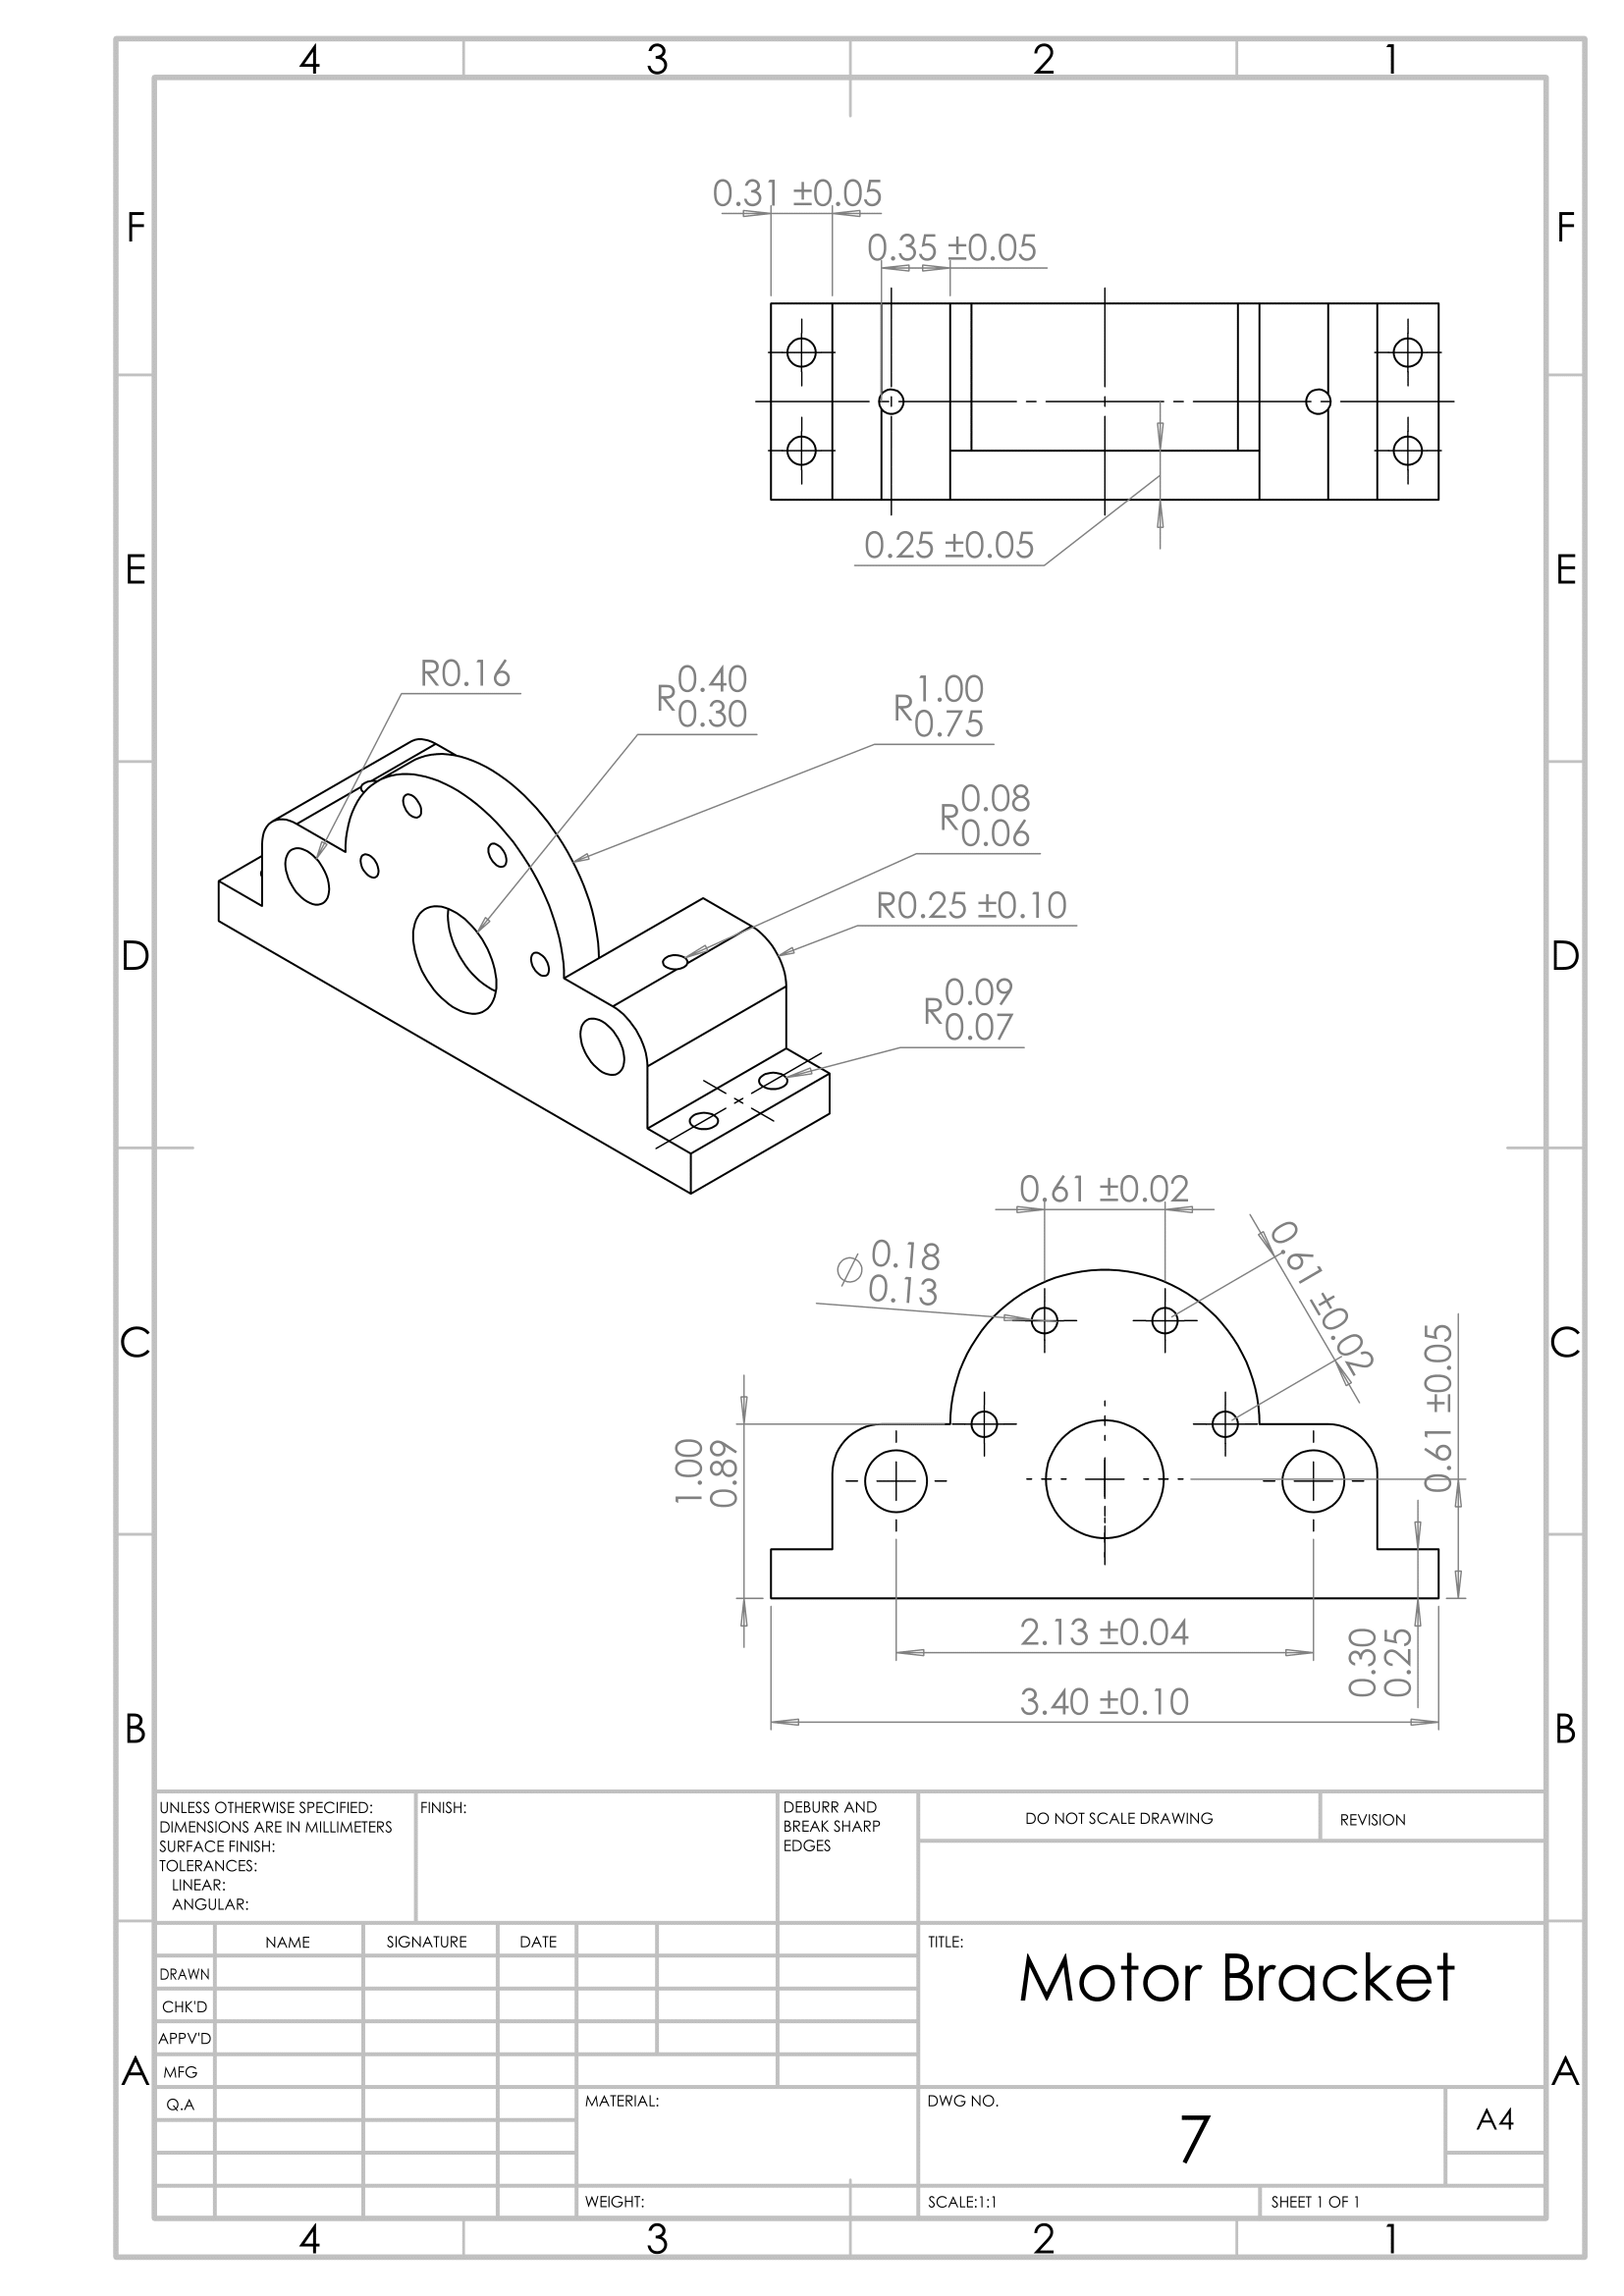 4 3 2 1
F F
0.31 ±0.05
0.35 ±0.05
0.25 ±0.05
E E
R0.16
R 0.40
0.30
R 1.00
0.75
R 0.08
0.06
R0.25 ±0.10
R 0.09
0.07
D D
0.61 ±0.02
∅ 0.18
0.13
0.61 ±0.02
C C
0.61 ±0.05
1.00
0.89
2.13 ±0.04
0.30
0.25
3.40 ±0.10
B B
UNLESS OTHERWISE SPECIFIED:
DIMENSIONS ARE IN MILLIMETERS
SURFACE FINISH:
TOLERANCES:
LINEAR:
ANGULAR:
FINISH:
DEBURR AND
BREAK SHARP
EDGES
DO NOT SCALE DRAWING
REVISION
NAME SIGNATURE DATE
DRAWN
CHK'D
APPV'D
MFG
Q.A
TITLE:
Motor Bracket
A A
MATERIAL:
DWG NO.
7
A4
WEIGHT:
SCALE:1:1
SHEET 1 OF 1
4 3 2 1